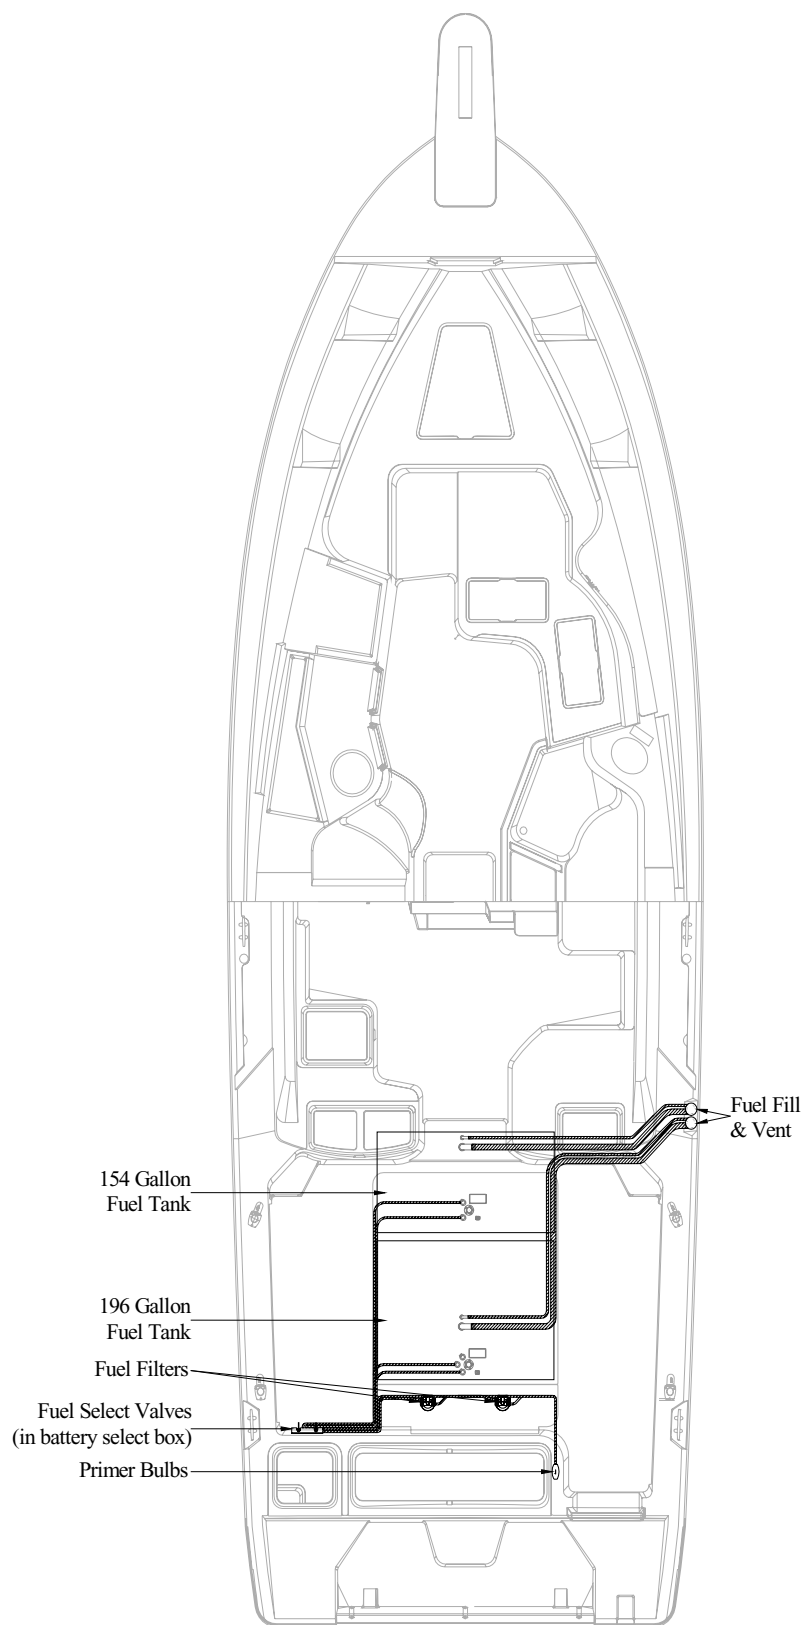 Fuel Fill
& Vent
154 Gallon
Fuel Tank
196 Gallon
Fuel Tank
Fuel Filters
Fuel Select Valves
(in battery select box)
Primer Bulbs